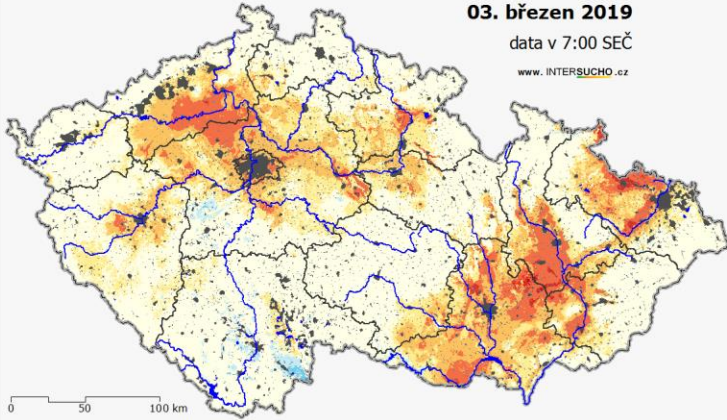 03. březen 2019
data v 7:00 SEČ
www. INTERSUCHO.cz
0 50 100 km